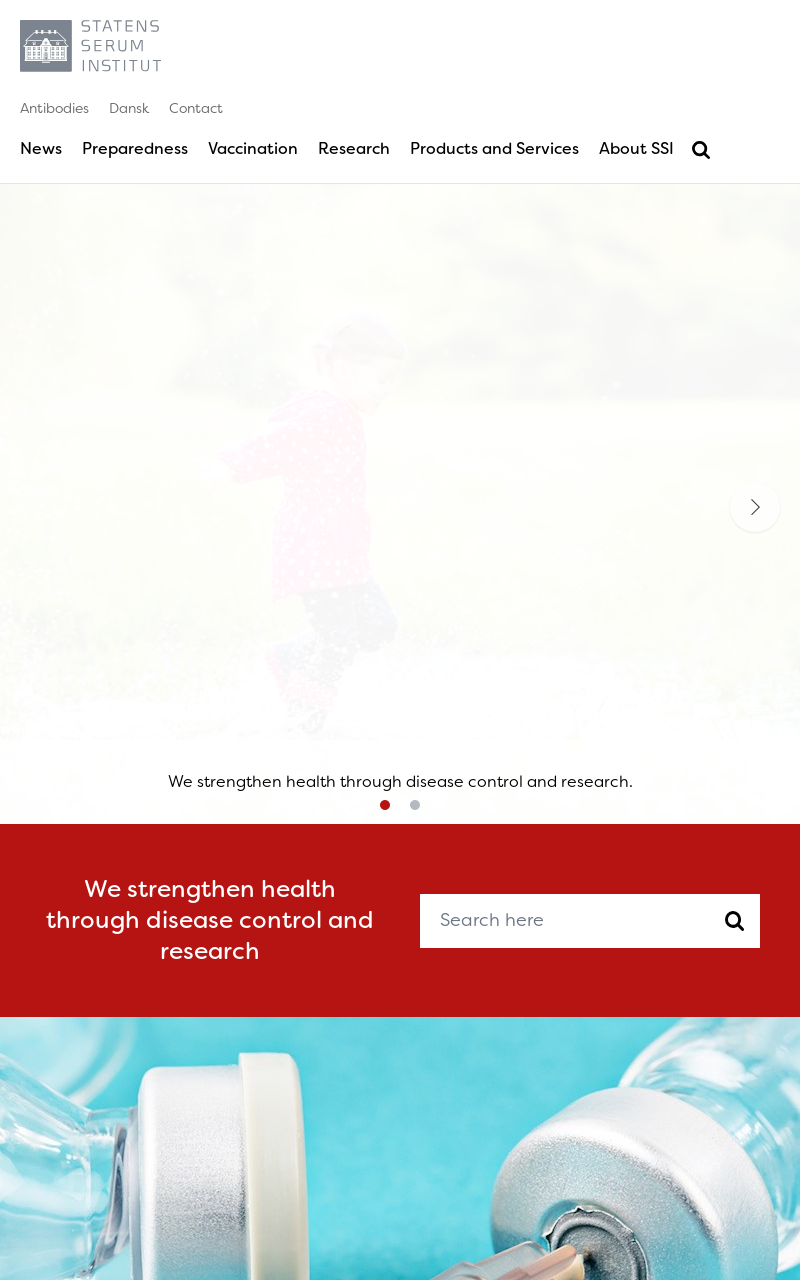 STATENS
SERUM
INSTITUT
Antibodies Dansk Contact
News Preparedness Vaccination Research Products and Services About SSI
We strengthen health through disease control and research.
We strengthen health
through disease control and
research
Search here